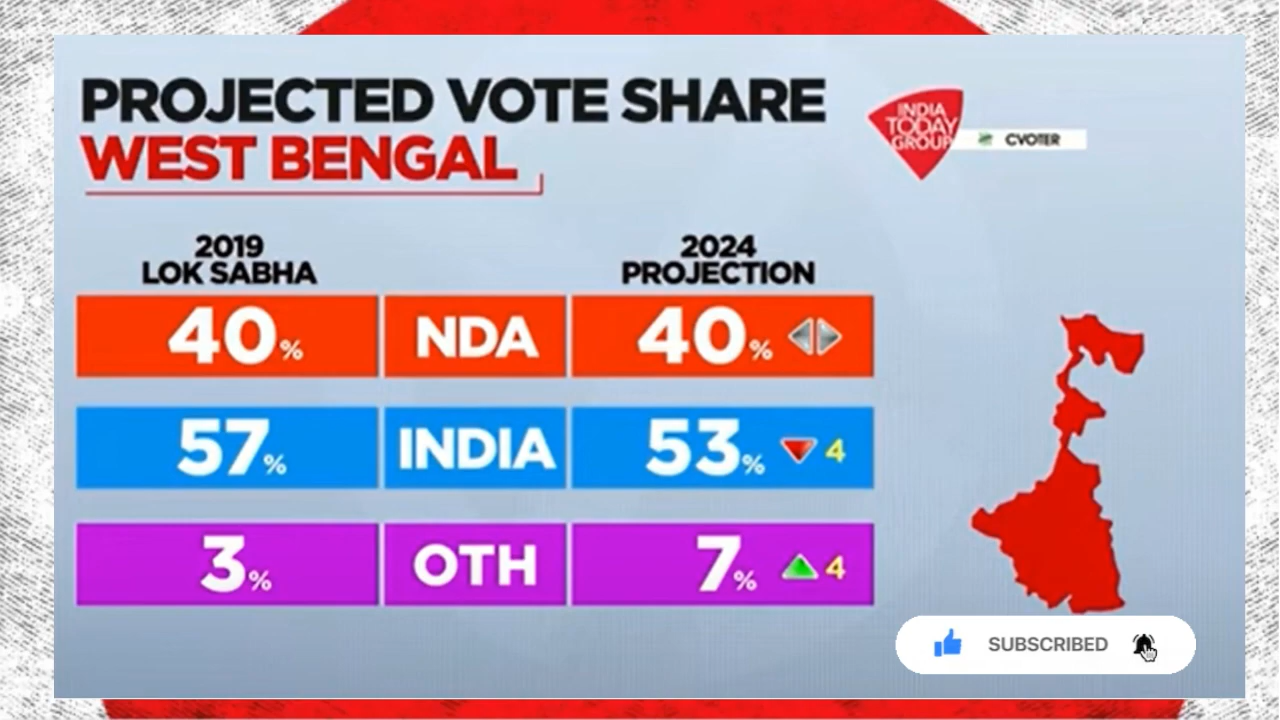 PROJECTED VOTE SHARE
WEST BENGAL
INDIA
TODAY
GROUP
CVOTER
2019
LOK SABHA
2024
PROJECTION
40% NDA 40%
57% INDIA 53% 4
3% OTH 7% 4
SUBSCRIBED